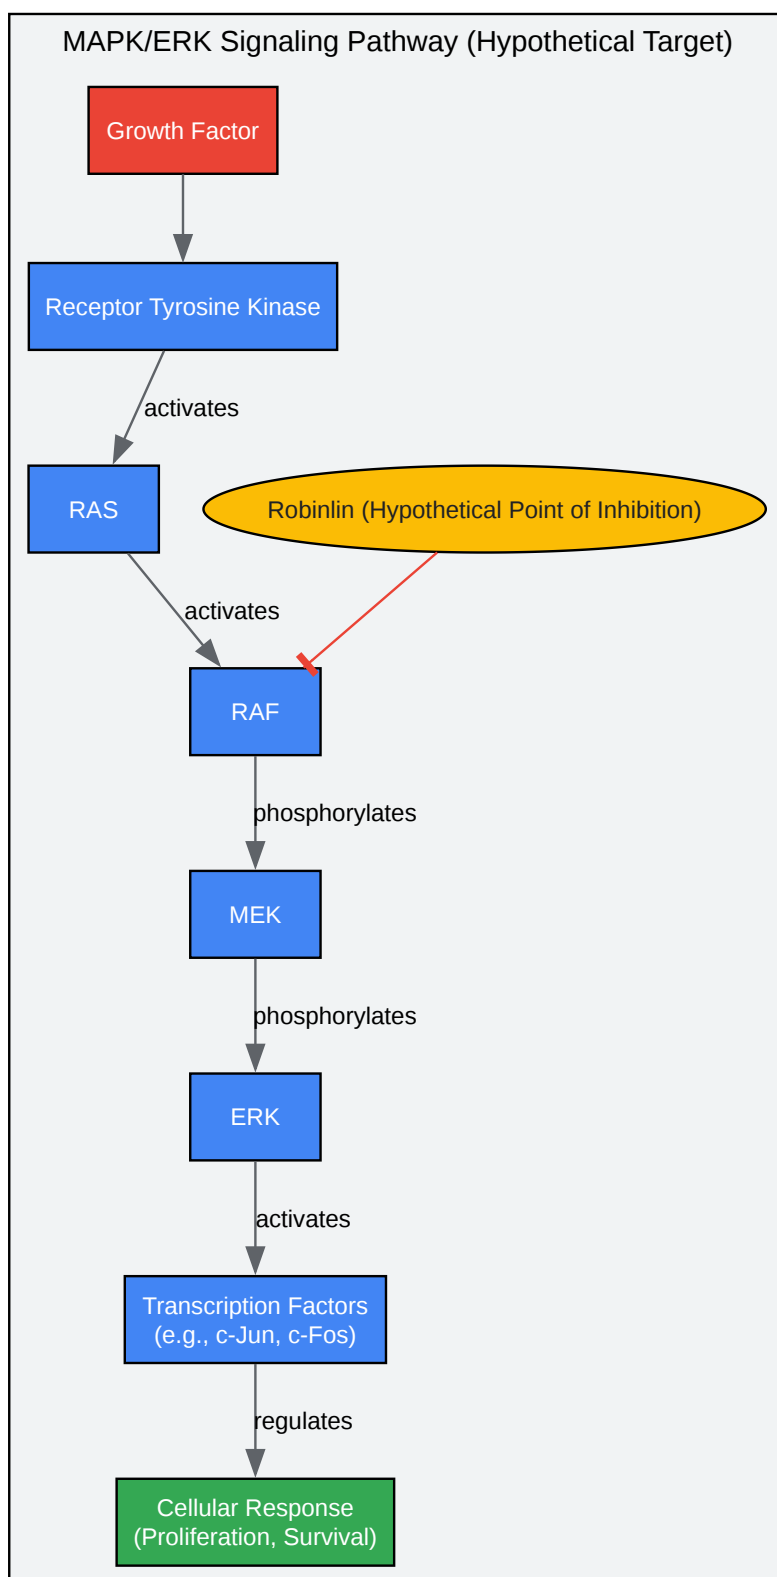 MAPK/ERK Signaling Pathway (Hypothetical Target)
Growth Factor
Receptor Tyrosine Kinase
activates
RAS
Robinlin (Hypothetical Point of Inhibition)
activates
RAF
phosphorylates
MEK
phosphorylates
ERK
activates
Transcription Factors
(e.g., c-Jun, c-Fos)
regulates
Cellular Response
(Proliferation, Survival)